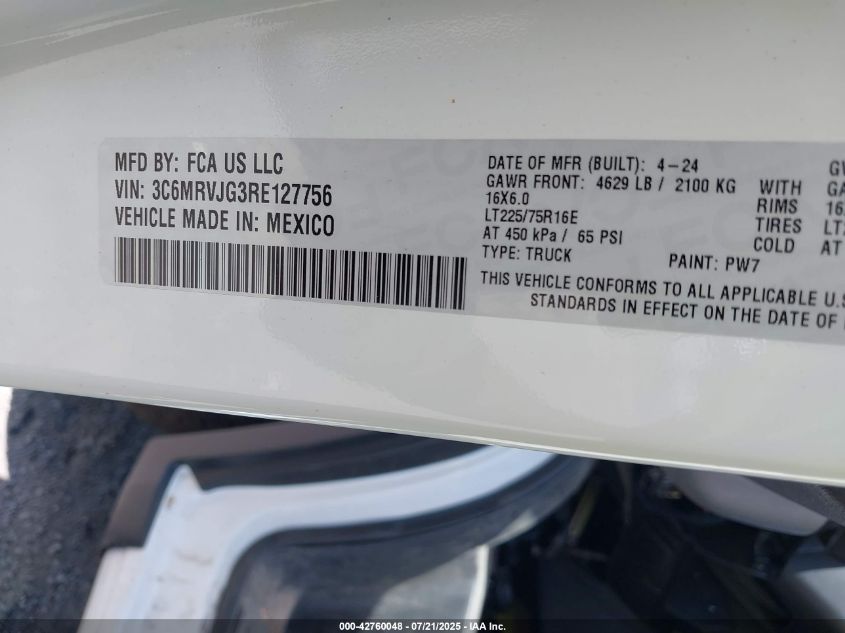 MFD BY: FCA US LLC
VIN: 3C6MRVJG3RE127756
VEHICLE MADE IN: MEXICO
DATE OF MFR (BUILT): 4-24
GAWR FRONT: 4629 LB / 2100 KG WITH
16X6.0 RIMS 16
LT225/75R16E TIRES
AT 450 kPa / 65 PSI COLD AT
TYPE: TRUCK PAINT: PW7
THIS VEHICLE CONFORMS TO ALL APPLICABLE U.S
STANDARDS IN EFFECT ON THE DATE OF
000-42760048 - 07/21/2025 - IAA Inc.